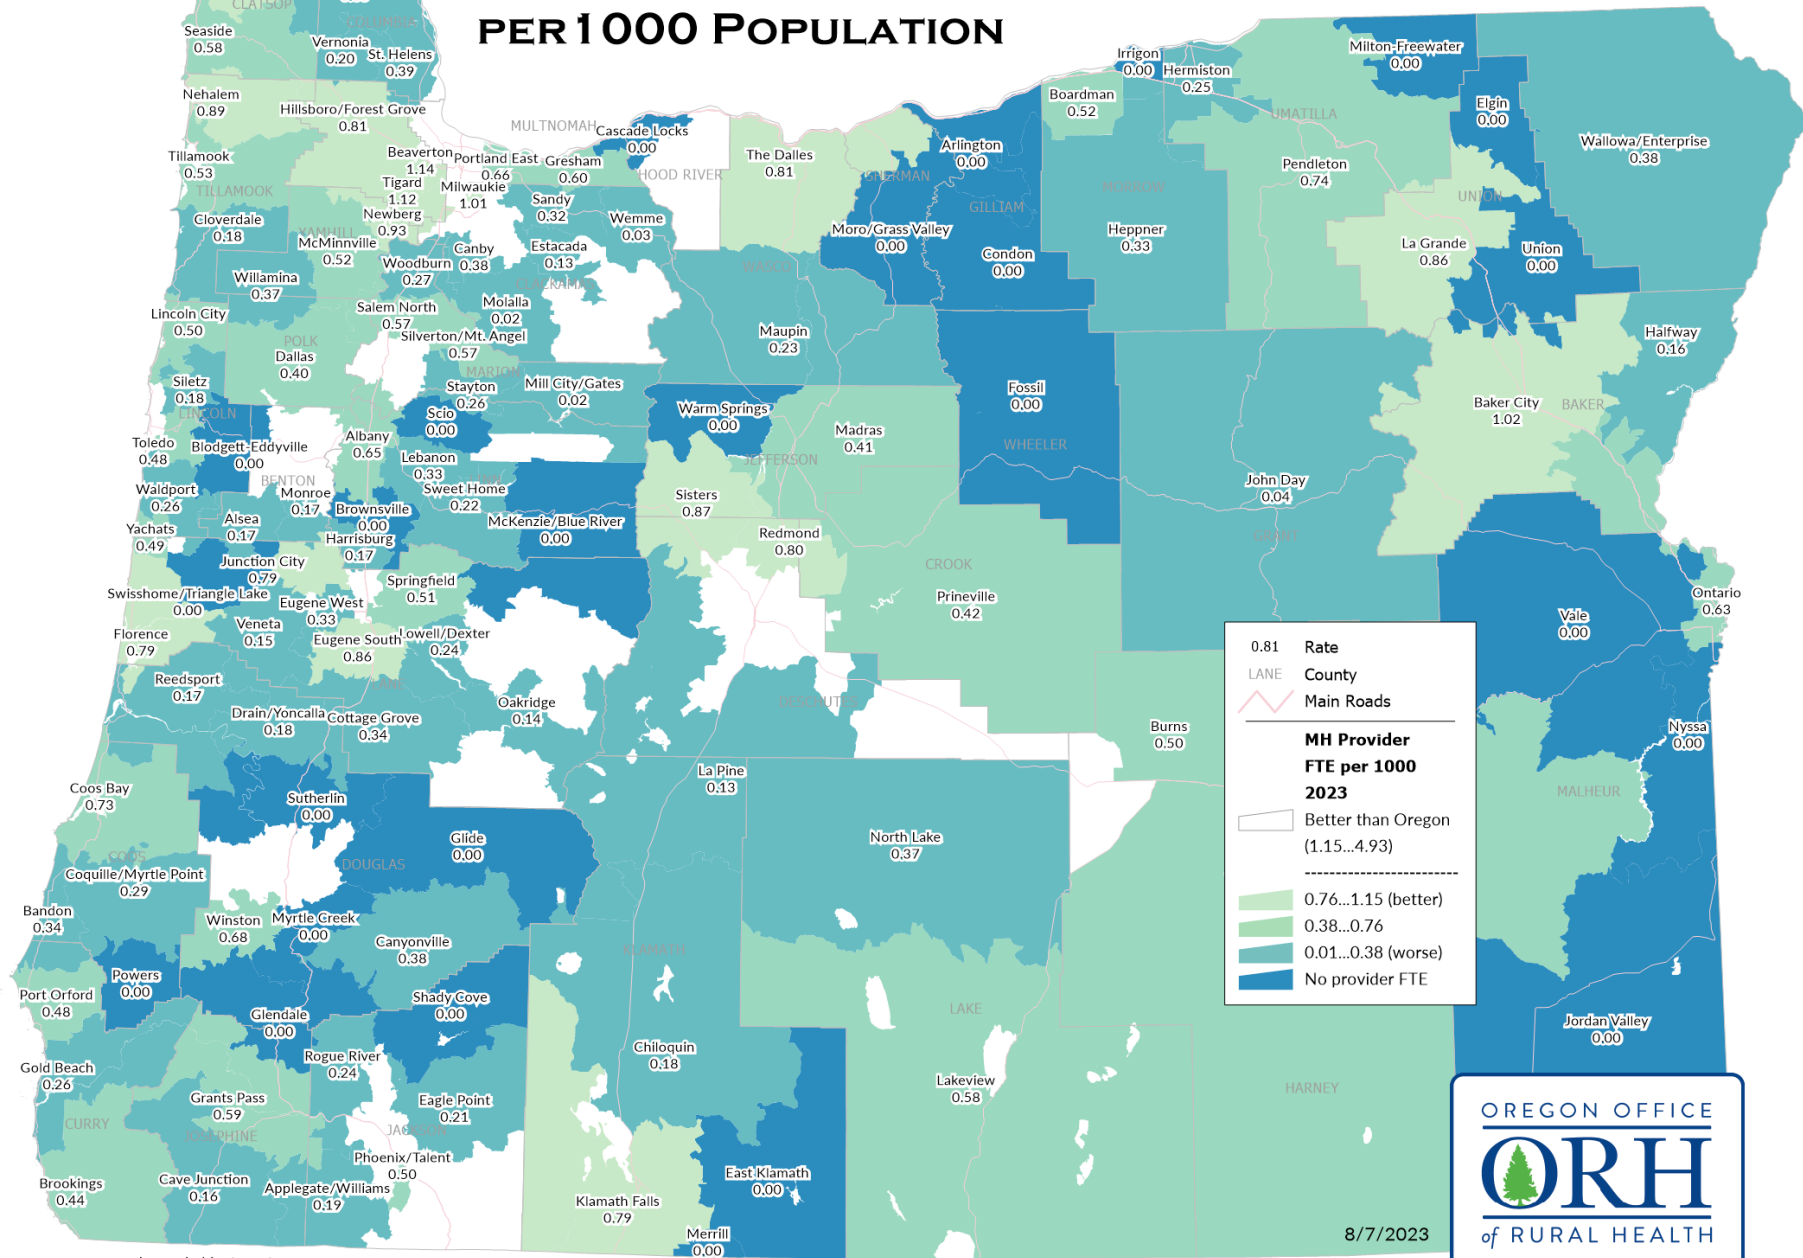 PER1000 POPULATION
CLATSOP
Seaside
0.58
Vernonia
0.20
St. Helens
0.39
Nehalem
0.89
Hillsboro/Forest Grove
0.81
MULTNOMAH
Cascade Locks
0.00
Irrigon
0.00
Hermiston
0.25
Milton-Freewater
0.00
Boardman
0.52
UMATILLA
Elgin
0.00
Wallowa/Enterprise
0.38
Tillamook
0.53
TILLAMOOK
Beaverton
1.14
Portland East
0.66
Gresham
0.60
HOOD RIVER
The Dalles
0.81
Arlington
0.00
SHERMAN
Pendleton
0.74
Tigard
1.12
Milwaukie
1.01
Sandy
0.32
MORROW
UNION
GILLIAM
Cloverdale
0.18
YAMHILL
Newberg
0.93
Wemme
0.03
Moro/Grass Valley
0.00
Heppner
0.33
La Grande
0.86
McMinnville
0.52
Canby
0.38
Estacada
0.13
Condon
0.00
Union
0.00
Woodburn
0.27
WASCO
Willamina
0.37
CLACKAMAS
Molalla
0.02
Salem North
0.57
Lincoln City
0.50
POLK
Silverton/Mt. Angel
0.57
Maupin
0.23
Halfway
0.16
Dallas
0.40
MARION
Siletz
0.18
Stayton
0.26
Mill City/Gates
0.02
Fossil
0.00
Baker City
1.02
BAKER
LINCOLN
Scio
0.00
Warm Springs
0.00
Madras
0.41
WHEELER
Toledo
0.48
Blodgett-Eddyville
0.00
Albany
0.65
Lebanon
0.33
JEFFERSON
BENTON
Waldport
0.26
Monroe
0.17
Sweet Home
0.22
Sisters
0.87
John Day
0.04
Brownsville
0.00
Alsea
0.17
McKenzie/Blue River
0.00
Yachats
0.49
Harrisburg
0.17
Redmond
0.80
GRANT
Junction City
0.79
CROOK
Springfield
0.51
Swisshome/Triangle Lake
0.00
Eugene West
0.33
Prineville
0.42
Ontario
0.63
Vale
0.00
Veneta
0.15
Florence
0.79
Eugene South
0.86
Lowell/Dexter
0.24
Reedsport
0.17
LANE
DESCHUTES
Oakridge
0.14
Drain/Yoncalla
0.18
Cottage Grove
0.34
Burns
0.50
Nyssa
0.00
0.81 Rate
LANE County
Main Roads
MH Provider
FTE per 1000
2023
Better than Oregon
(1.15...4.93)
0.76...1.15 (better)
0.38...0.76
0.01...0.38 (worse)
No provider FTE
La Pine
0.13
Coos Bay
0.73
Sutherlin
0.00
MALHEUR
Glide
0.00
North Lake
0.37
COOS
DOUGLAS
Coquille/Myrtle Point
0.29
Bandon
0.34
Winston
0.68
Myrtle Creek
0.00
Canyonville
0.38
KLAMATH
Powers
0.00
Port Orford
0.48
Shady Cove
0.00
Glendale
0.00
LAKE
Jordan Valley
0.00
Chiloquin
0.18
Rogue River
0.24
Gold Beach
0.26
Lakeview
0.58
HARNEY
Grants Pass
0.59
Eagle Point
0.21
CURRY
JOSEPHINE
JACKSON
Phoenix/Talent
0.50
Brookings
0.44
Cave Junction
0.16
Applegate/Williams
0.19
East Klamath
0.00
Klamath Falls
0.79
Merrill
0.00
8/7/2023
OREGON OFFICE
ORH
of RURAL HEALTH